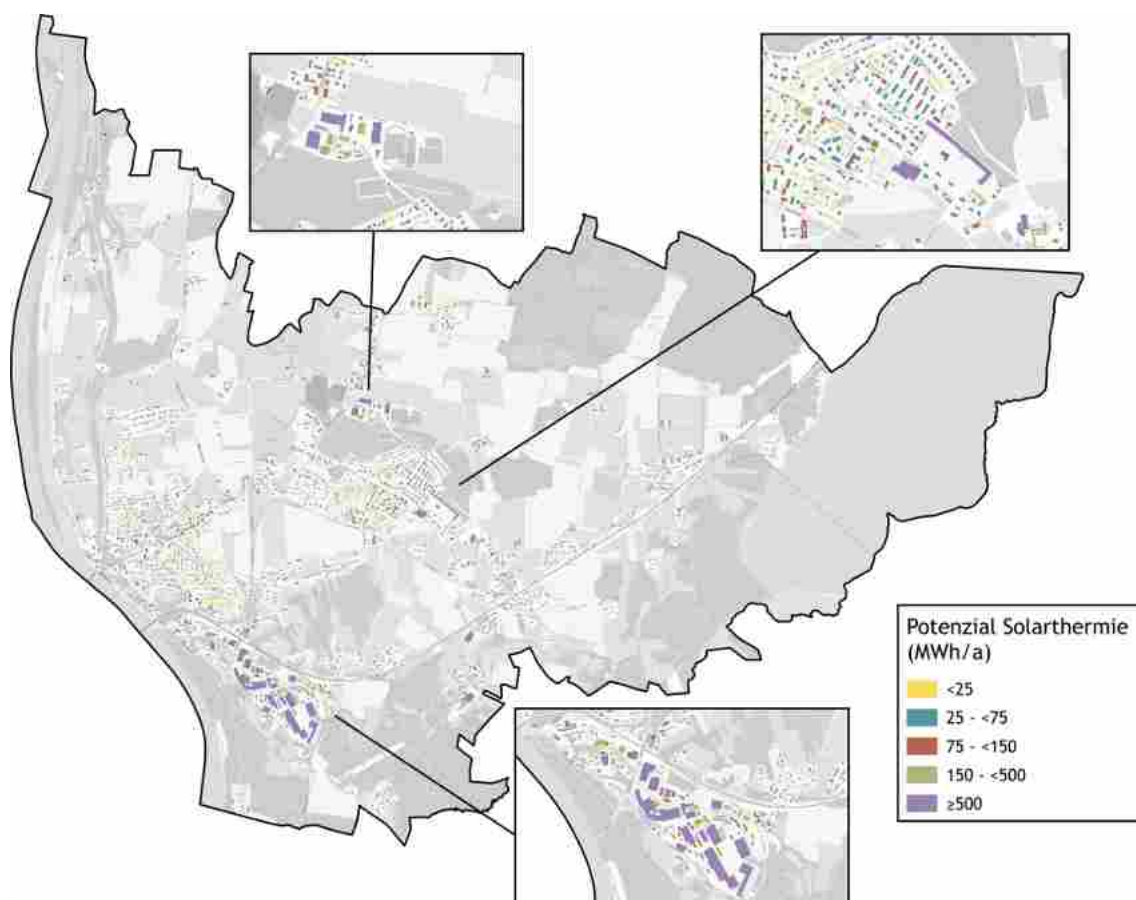 Potenzial Solarthermie
(MWh/a)
<25
25 - <75
75 - <150
150 - <500
≥500